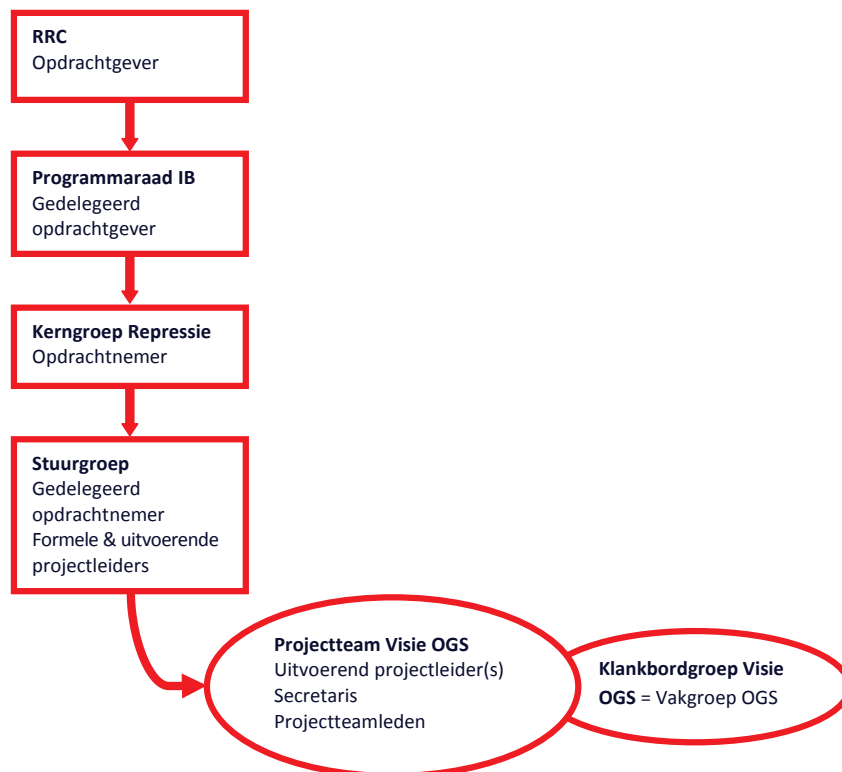 RRC
Opdrachtgever
Programmaraad IB
Gedelegeerd
opdrachtgever
Kerngroep Repressie
Opdrachtnemer
Stuurgroep
Gedelegeerd
opdrachtnemer
Formele & uitvoerende
projectleiders
Projectteam Visie OGS
Uitvoerend projectleider(s)
Secretaris
Projectteamleden
Klankbordgroep Visie
OGS = Vakgroep OGS